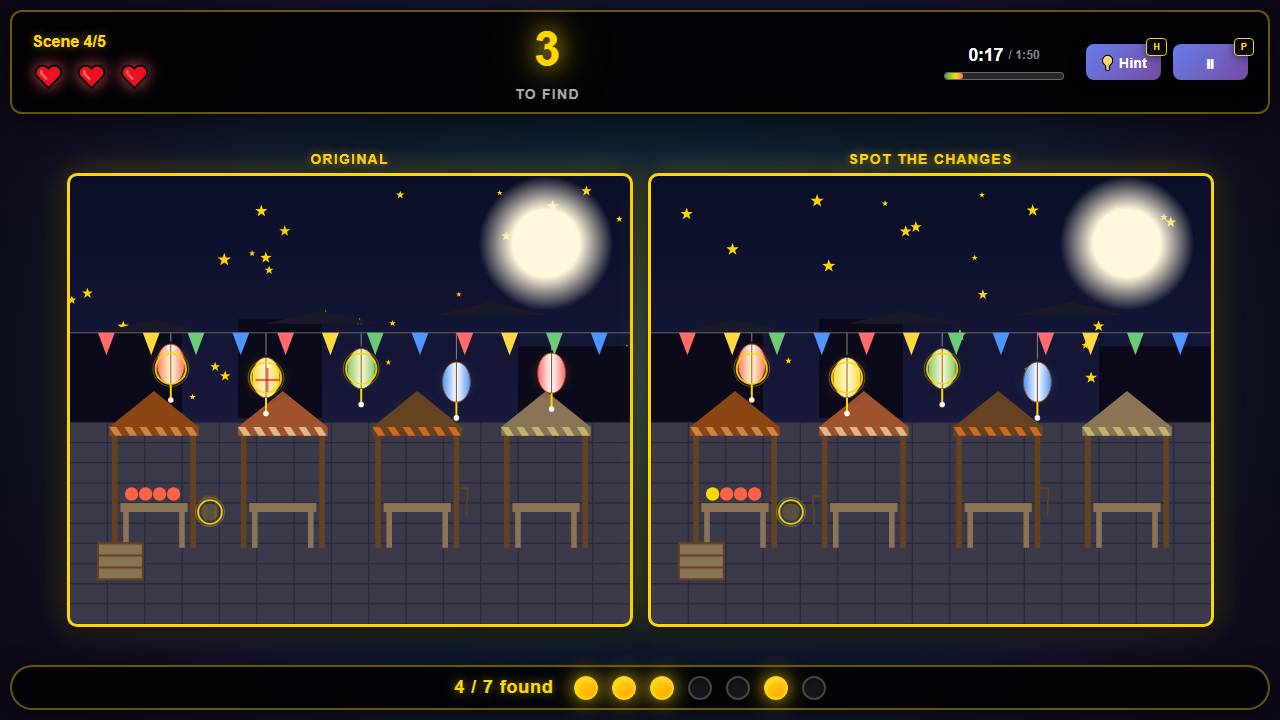 Scene 4/5
3
TO FIND
0:17 / 1:50
Hint
H
P
ORIGINAL
SPOT THE CHANGES
4 / 7 found